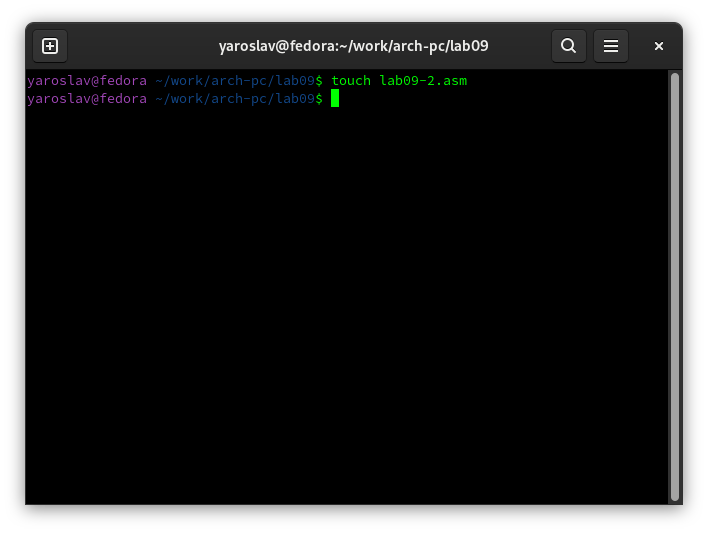 yaroslav@fedora:~/work/arch-pc/lab09
yaroslav@fedora ~/work/arch-pc/lab09$ touch lab09-2.asm
yaroslav@fedora ~/work/arch-pc/lab09$